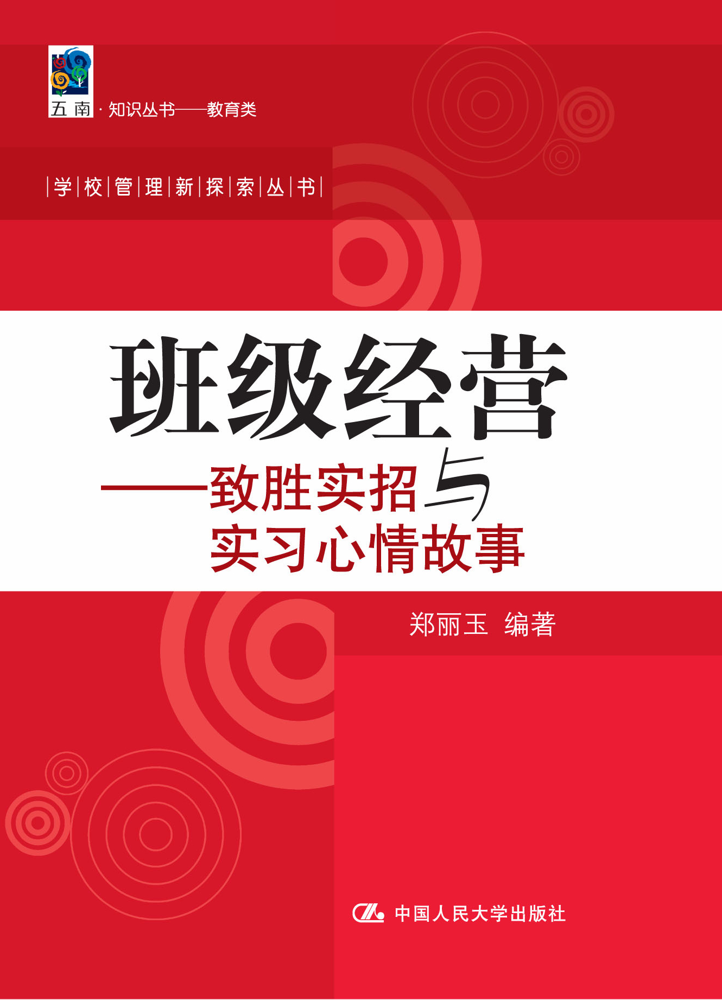 五南·知识丛书——教育类
|学|校|管|理|新|探|索|丛|书|
班级经营
——致胜实招与
实习心情故事
郑丽玉 编著
中国人民大学出版社